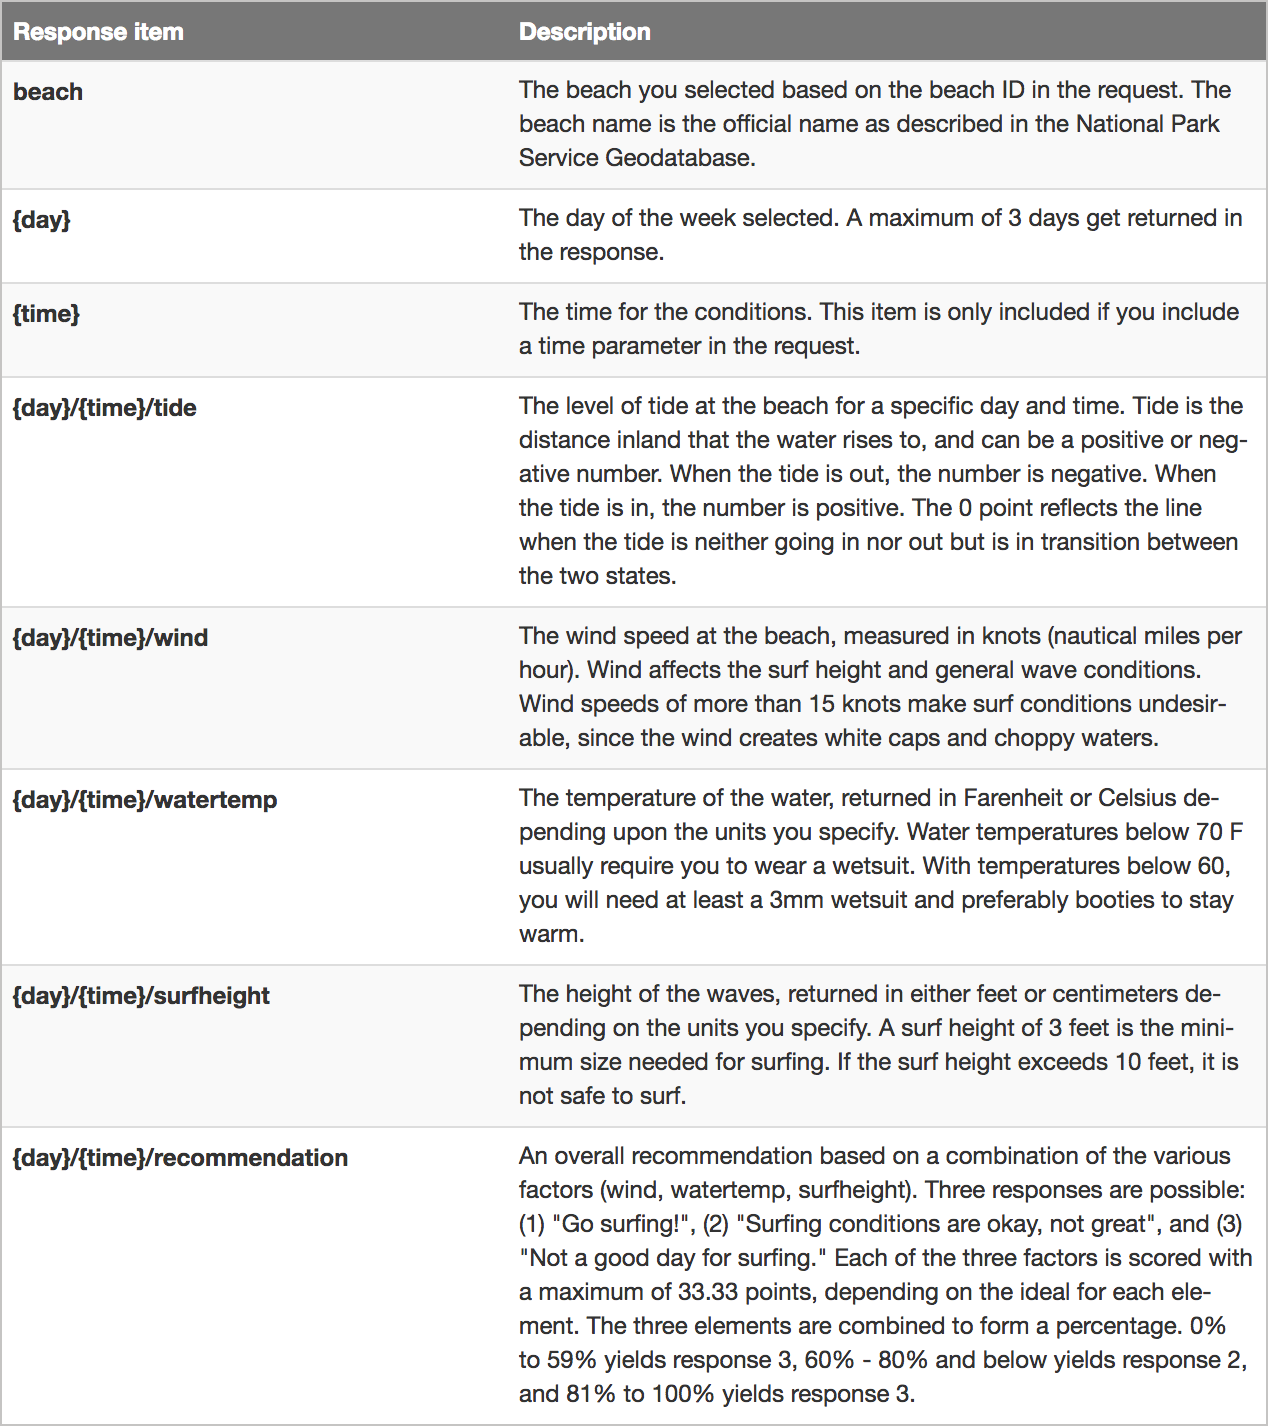 Response item
Description
beach
The beach you selected based on the beach ID in the request. The
beach name is the official name as described in the National Park
Service Geodatabase.
{day}
The day of the week selected. A maximum of 3 days get returned in
the response.
{time}
The time for the conditions. This item is only included if you include
a time parameter in the request.
{day}/{time}/tide
The level of tide at the beach for a specific day and time. Tide is the
distance inland that the water rises to, and can be a positive or neg-
ative number. When the tide is out, the number is negative. When
the tide is in, the number is positive. The 0 point reflects the line
when the tide is neither going in nor out but is in transition between
the two states.
{day}/{time}/wind
The wind speed at the beach, measured in knots (nautical miles per
hour). Wind affects the surf height and general wave conditions.
Wind speeds of more than 15 knots make surf conditions undesir-
able, since the wind creates white caps and choppy waters.
{day}/{time}/watertemp
The temperature of the water, returned in Farenheit or Celsius de-
pending upon the units you specify. Water temperatures below 70 F
usually require you to wear a wetsuit. With temperatures below 60,
you will need at least a 3mm wetsuit and preferably booties to stay
warm.
{day}/{time}/surfheight
The height of the waves, returned in either feet or centimeters de-
pending on the units you specify. A surf height of 3 feet is the mini-
mum size needed for surfing. If the surf height exceeds 10 feet, it is
not safe to surf.
{day}/{time}/recommendation
An overall recommendation based on a combination of the various
factors (wind, watertemp, surfheight). Three responses are possible:
(1) "Go surfing!", (2) "Surfing conditions are okay, not great", and (3)
"Not a good day for surfing." Each of the three factors is scored with
a maximum of 33.33 points, depending on the ideal for each ele-
ment. The three elements are combined to form a percentage. 0%
to 59% yields response 3, 60% - 80% and below yields response 2,
and 81% to 100% yields response 3.